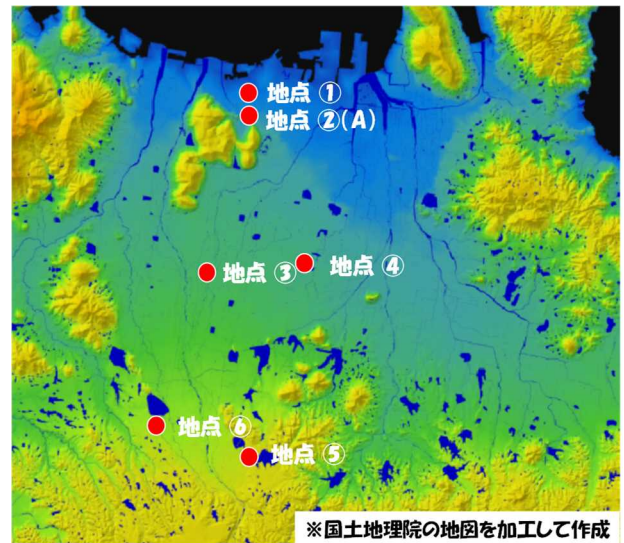 地点 ①
地点 ②(A)
地点 ③
地点 ④
地点 ⑥
地点 ⑤
※国土地理院の地図を加工して作成